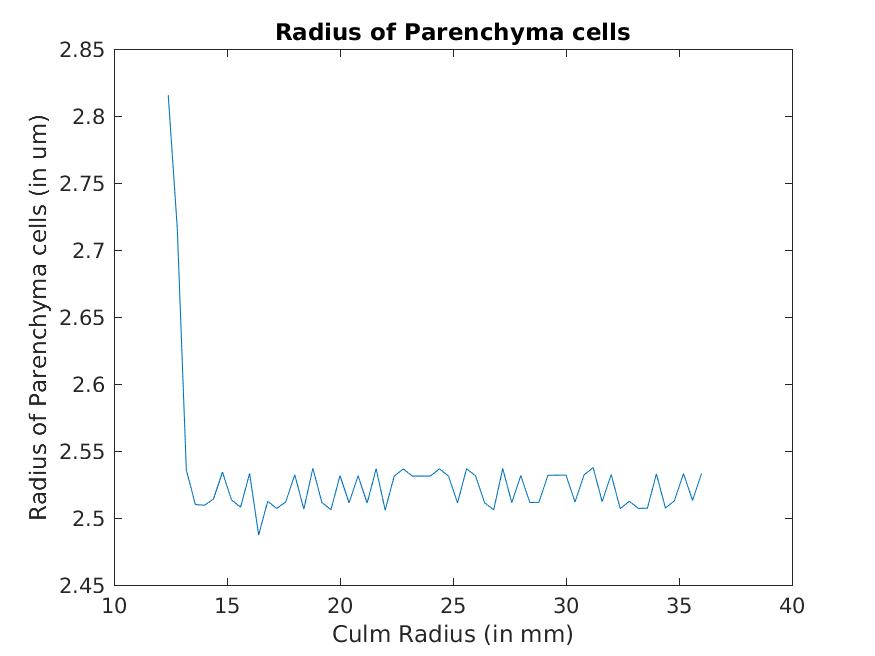 Radius of Parenchyma cells
2.85
2.8
2.75
2.7
2.65
2.6
2.55
2.5
2.45
Radius of Parenchyma cells (in um)
10 15 20 25 30 35 40
Culm Radius (in mm)